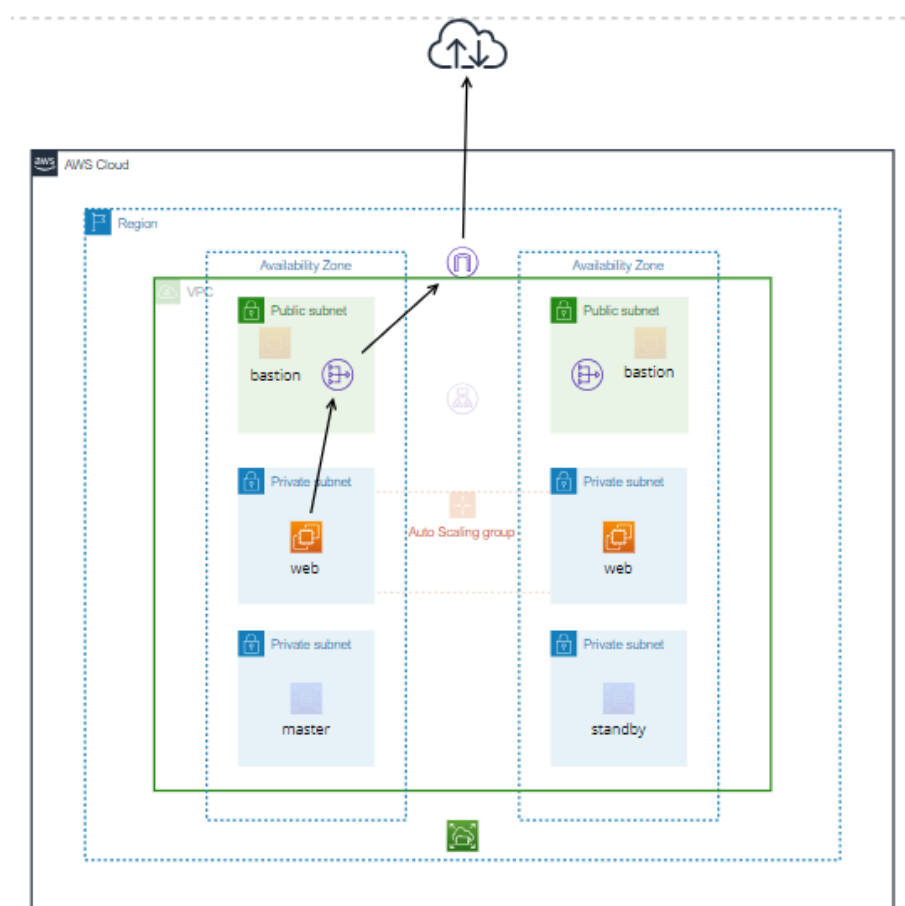 aws
AWS Cloud
Region
Availability Zone
Availability Zone
VPC
Public subnet
Public subnet
bastion
bastion
Private subnet
Private subnet
Auto Scaling group
web
web
Private subnet
Private subnet
master
standby